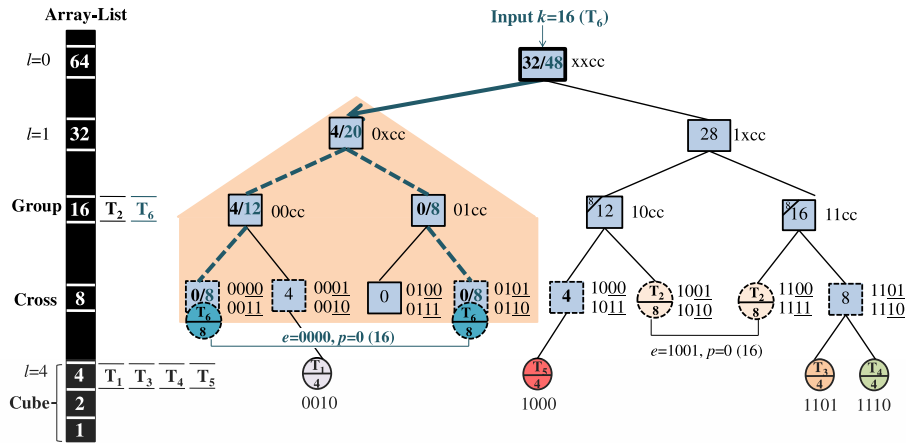 Array-List
Input k=16 (T6)
l=0
64
32/48
xxcc
l=1
32
4/20
0xcc
28
1xcc
Group
16
T2
T6
4/12
00cc
0/8
01cc
8
12
10cc
8
16
11cc
Cross
8
0/8
0000
0011
4
0001
0010
0
0100
0111
0/8
0101
0110
4
1000
1011
T2
8
1001
1010
T2
8
1100
1111
8
1101
1110
T6
8
T6
8
e=0000, p=0 (16)
e=1001, p=0 (16)
l=4
4
T1
T3
T4
T5
T1
4
T5
4
T3
4
T4
4
Cube
2
0010
1000
1101
1110
1